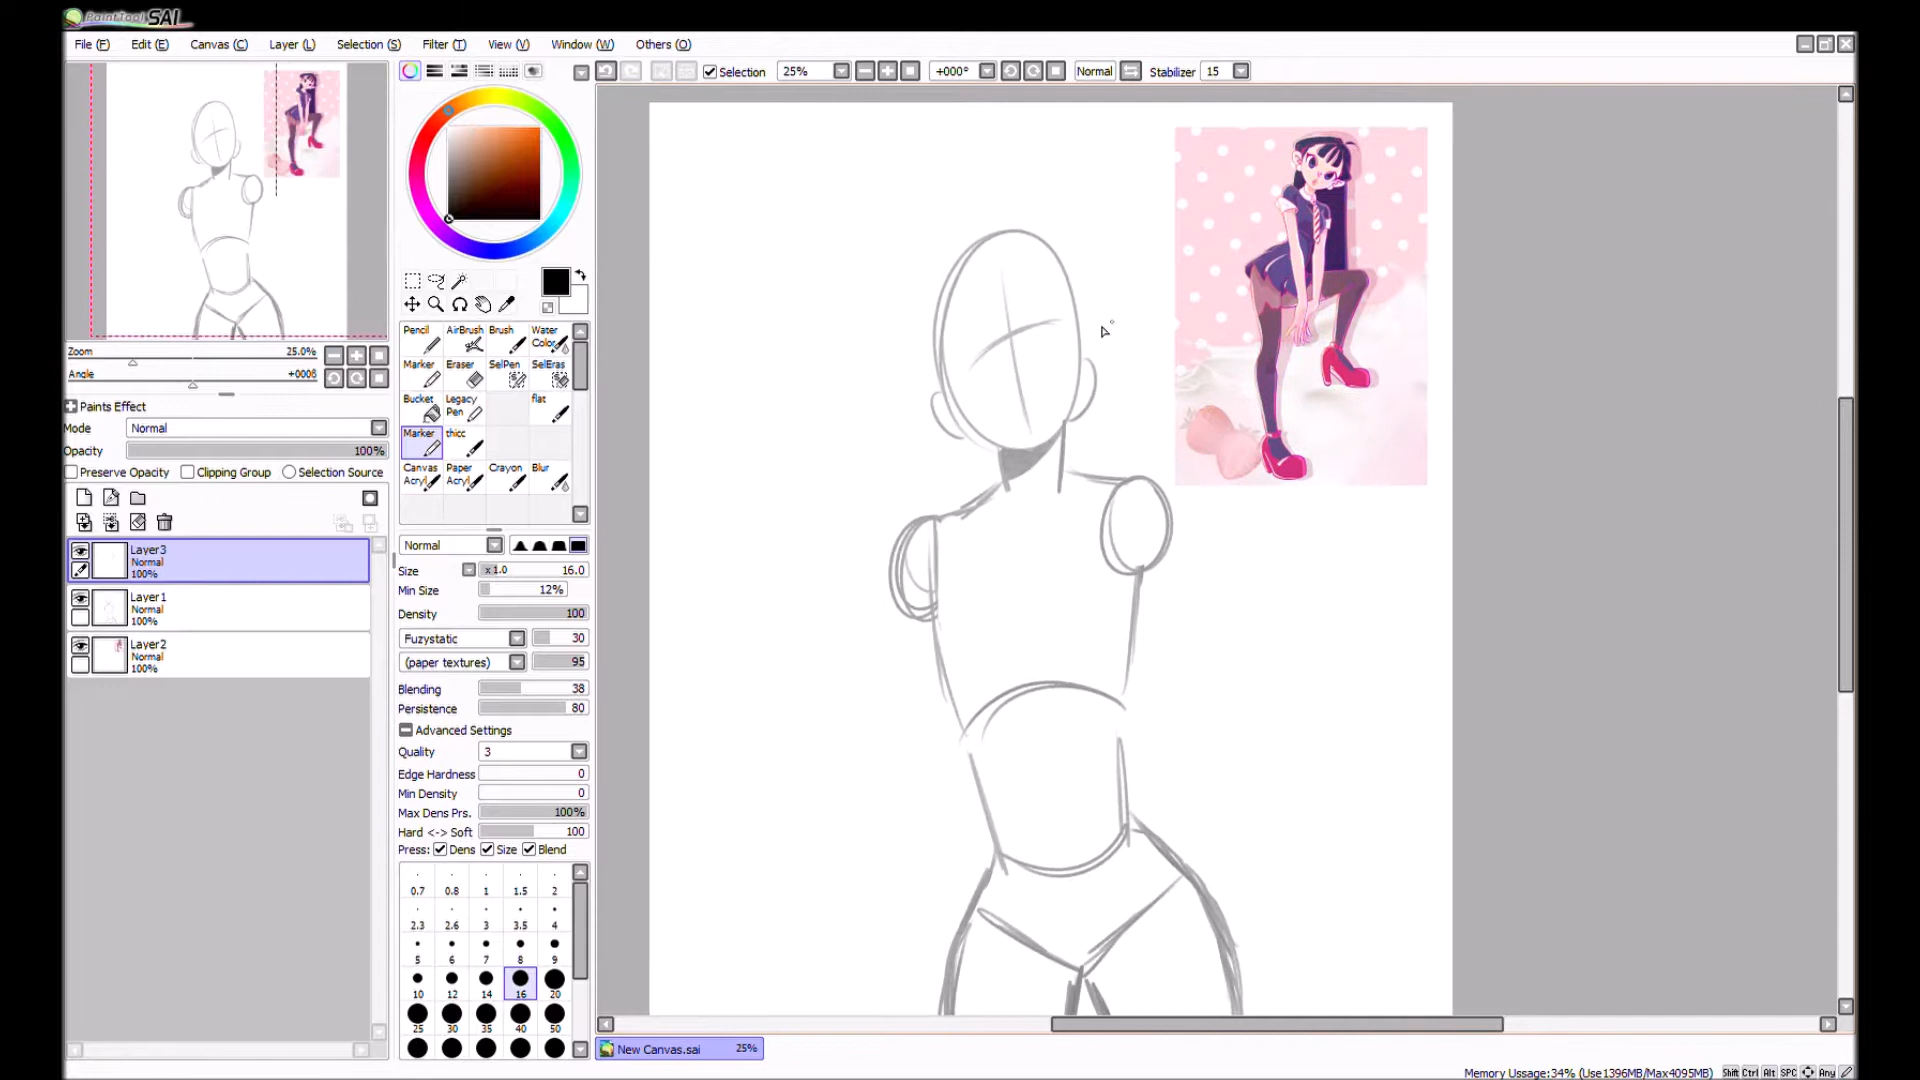 PaintTool SAI
File (F) Edit (E) Canvas (C) Layer (L) Selection (S) Filter (T) View (V) Window (W) Others (O)
Selection 25% +000° Normal Stabilizer 15
Zoom 25.0%
Angle +0008
Paints Effect
Mode Normal
Opacity 100%
Preserve Opacity Clipping Group Selection Source
Layer3
Normal
100%
Layer1
Normal
100%
Layer2
Normal
100%
Pencil AirBrush Brush Water Color
Marker Eraser SelPen SelEras
Bucket Legacy Pen flat
Marker thicc
Canvas Acryl Paper Acryl Crayon Blur
Normal
Size x1.0 16.0
Min Size 12%
Density 100
Fuzystatic 30
(paper textures) 95
Blending 38
Persistence 80
Advanced Settings
Quality 3
Edge Hardness 0
Min Density 0
Max Dens Prs. 100%
Hard <-> Soft 100
Press: Dens Size Blend
0.7 0.8 1 1.5 2
2.3 2.6 3 3.5 4
5 6 7 8 9
10 12 14 16 20
25 30 35 40 50
New Canvas.sai 25%
Memory Ussage:34% (Use1396MB/Max4095MB) Shift Ctrl Alt SPC Any